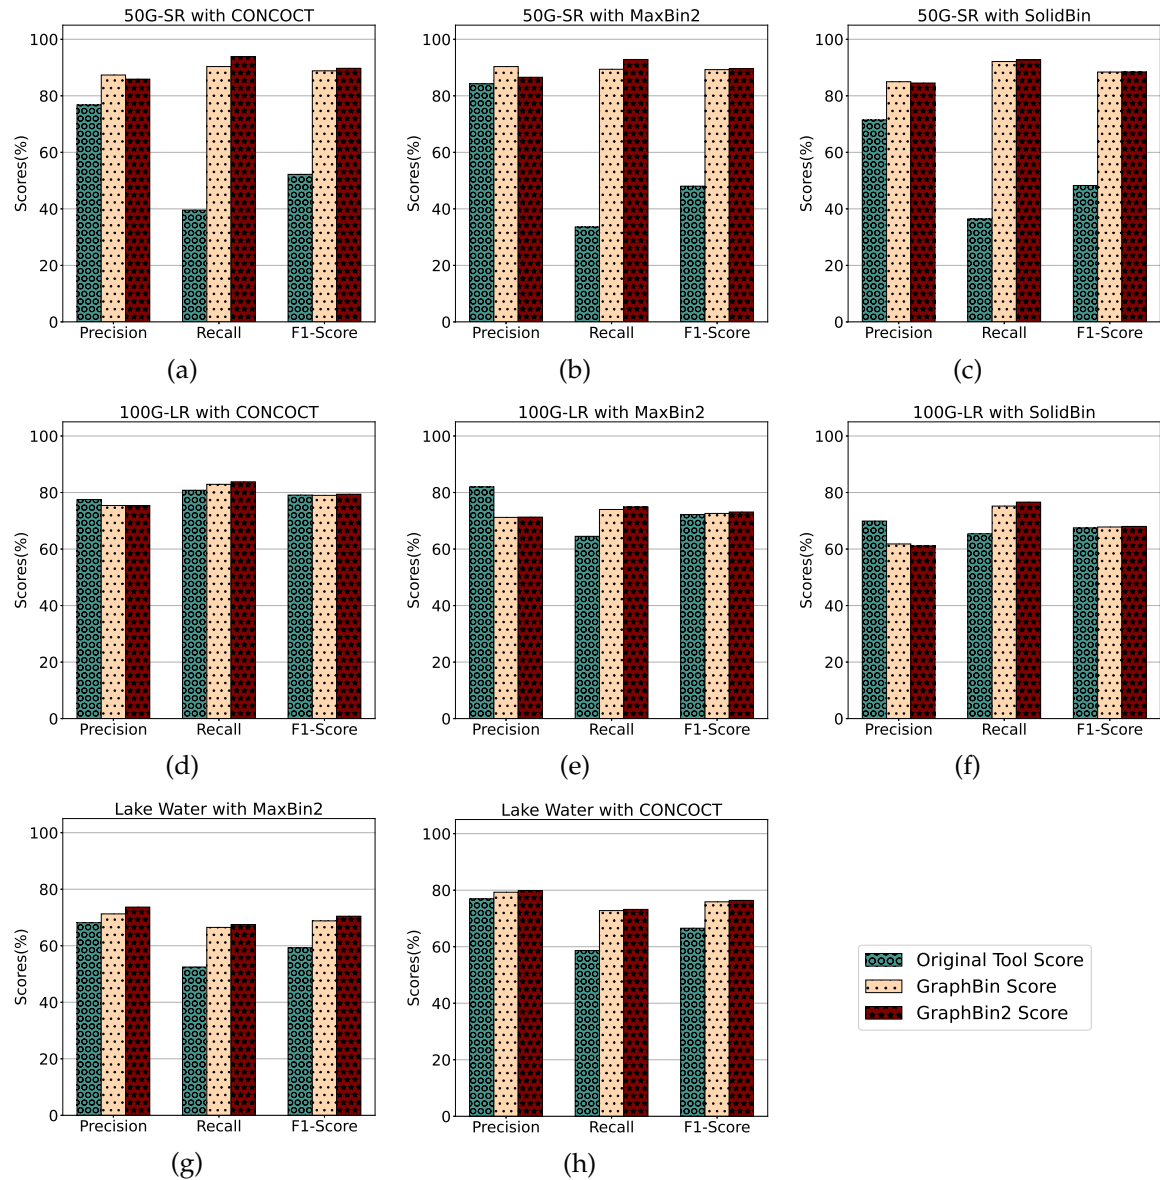 50G-SR with CONCOCT
50G-SR with MaxBin2
50G-SR with SolidBin
Scores(%)
100
80
60
40
20
0
Precision Recall F1-Score
(a)
Scores(%)
100
80
60
40
20
0
Precision Recall F1-Score
(b)
Scores(%)
100
80
60
40
20
0
Precision Recall F1-Score
(c)
100G-LR with CONCOCT
100G-LR with MaxBin2
100G-LR with SolidBin
Scores(%)
100
80
60
40
20
0
Precision Recall F1-Score
(d)
Scores(%)
100
80
60
40
20
0
Precision Recall F1-Score
(e)
Scores(%)
100
80
60
40
20
0
Precision Recall F1-Score
(f)
Lake Water with MaxBin2
Lake Water with CONCOCT
Scores(%)
100
80
60
40
20
0
Precision Recall F1-Score
(g)
Scores(%)
100
80
60
40
20
0
Precision Recall F1-Score
(h)
Original Tool Score
GraphBin Score
GraphBin2 Score